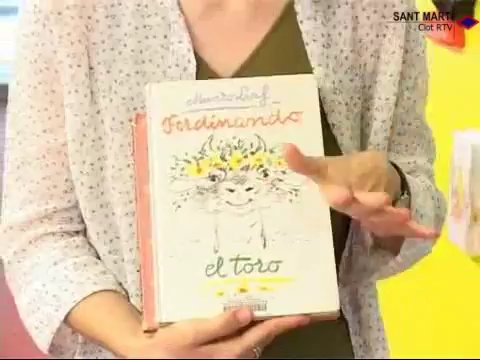 SANT MARTÍ
Clot RTV
Munro Leaf
Ferdinando
el toro